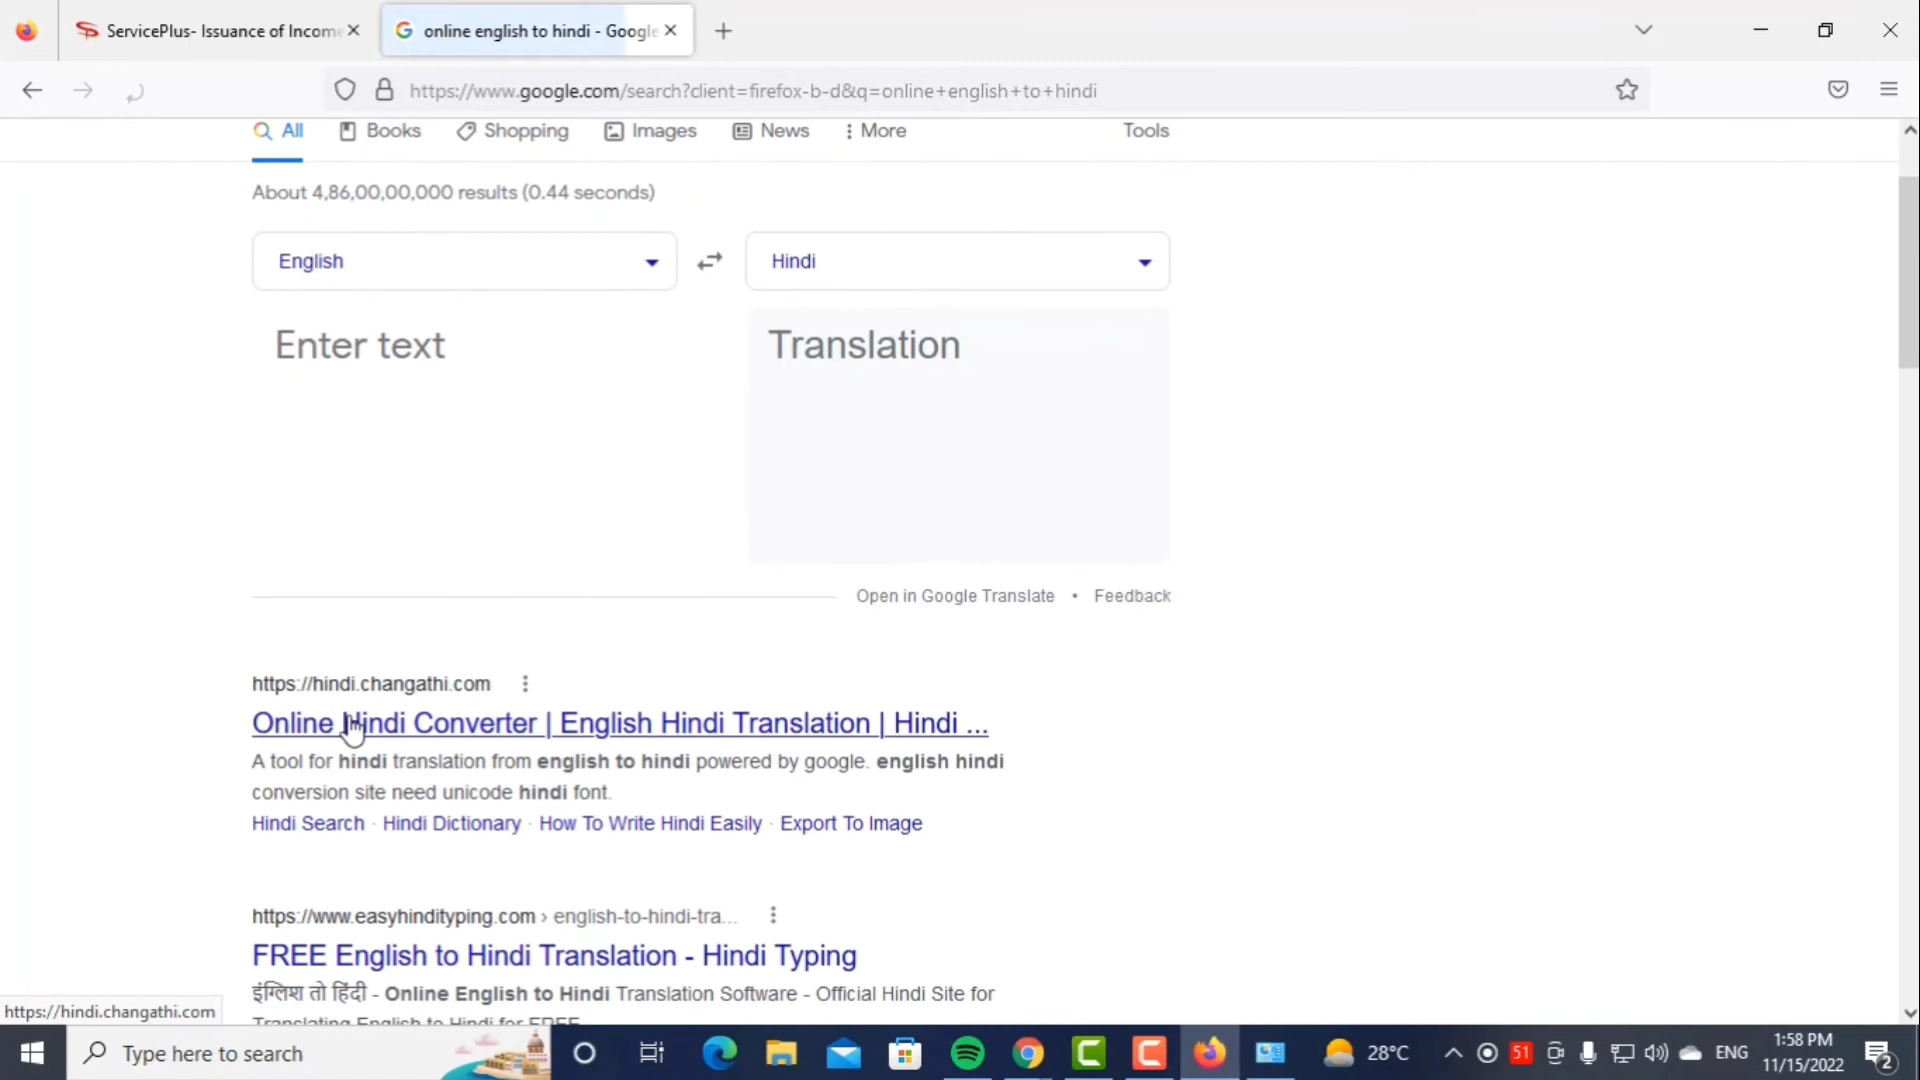 ServicePlus- Issuance of Income
online english to hindi - Google
https://www.google.com/search?client=firefox-b-d&q=online+english+to+hindi
All Books Shopping Images News More Tools
About 4,86,00,00,000 results (0.44 seconds)
English Hindi
Enter text Translation
Open in Google Translate • Feedback
https://hindi.changathi.com
Online Hindi Converter | English Hindi Translation | Hindi ...
A tool for hindi translation from english to hindi powered by google. english hindi
conversion site need unicode hindi font.
Hindi Search · Hindi Dictionary · How To Write Hindi Easily · Export To Image
https://www.easyhindityping.com › english-to-hindi-tra...
FREE English to Hindi Translation - Hindi Typing
इंग्लिश तो हिंदी - Online English to Hindi Translation Software - Official Hindi Site for
Translating English to Hindi for FREE
https://hindi.changathi.com
Type here to search
28°C
51
ENG
1:58 PM
11/15/2022
2